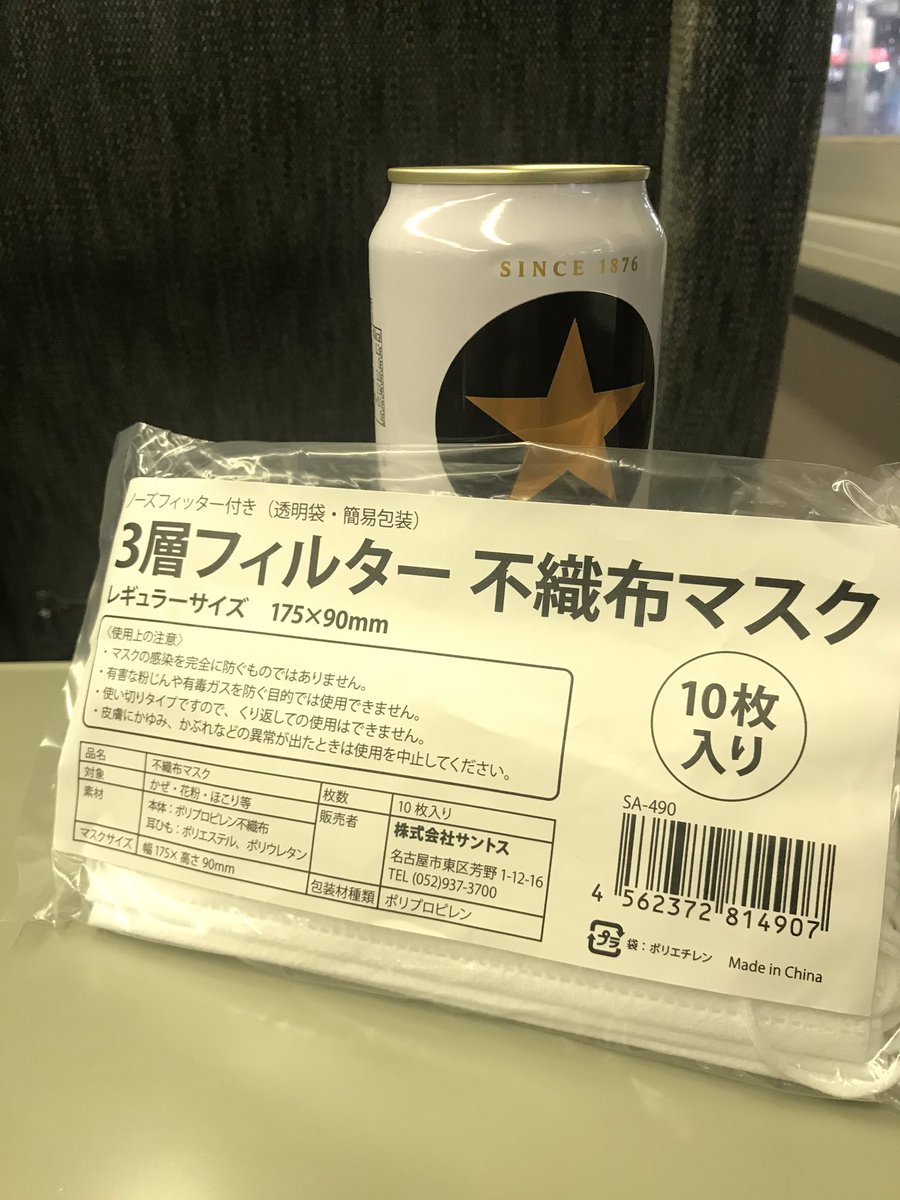 SINCE 1876
ノーズフィッター付き（透明袋・簡易包装）
3層フィルター 不織布マスク
レギュラーサイズ 175×90mm
〈使用上の注意〉
・マスクの感染を完全に防ぐものではありません。
・有害な粉じんや有毒ガスを防ぐ目的では使用できません。
・使い切りタイプですので、くり返しての使用はできません。
・皮膚にかゆみ、かぶれなどの異常が出たときは使用を中止してください。
10枚
入り
品名 不織布マスク
対象 かぜ・花粉・ほこり等
素材 本体：ポリプロピレン不織布
耳ひも：ポリエステル、ポリウレタン
マスクサイズ 幅175×高さ90mm
枚数 10枚入り
販売者 株式会社サントス
名古屋市東区芳野1-12-16
TEL (052)937-3700
包装材種類 ポリプロピレン
SA-490
4 562372 814907
プラ 袋：ポリエチレン Made in China